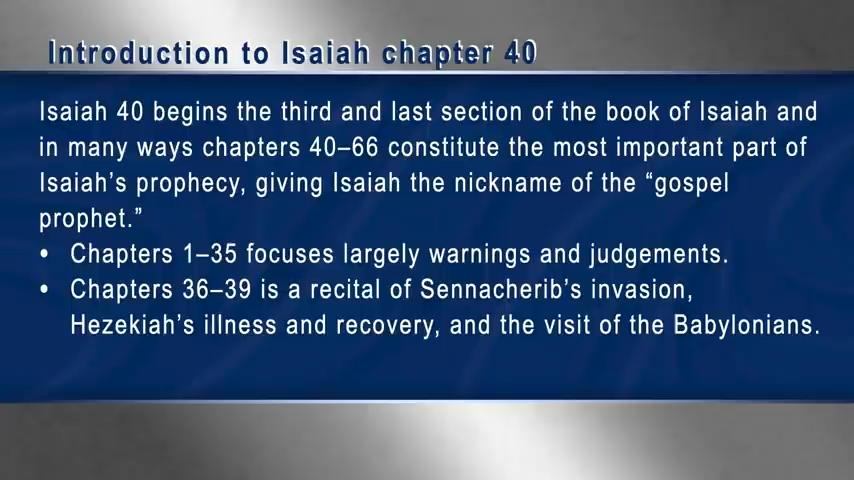 Introduction to Isaiah chapter 40
Isaiah 40 begins the third and last section of the book of Isaiah and
in many ways chapters 40–66 constitute the most important part of
Isaiah’s prophecy, giving Isaiah the nickname of the “gospel
prophet.”
• Chapters 1–35 focuses largely warnings and judgements.
• Chapters 36–39 is a recital of Sennacherib’s invasion,
Hezekiah’s illness and recovery, and the visit of the Babylonians.